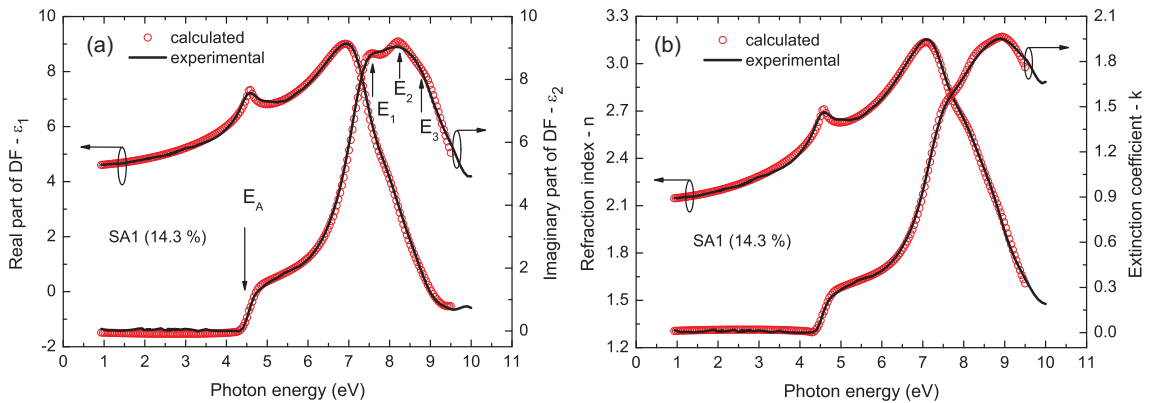 (a)
calculated
experimental
Real part of DF - ε₁
Imaginary part of DF - ε₂
10
8
6
4
2
0
-2
10
8
6
4
2
0
E₁
E₂
E₃
E_A
SA1 (14.3 %)
0 1 2 3 4 5 6 7 8 9 10 11
Photon energy (eV)
(b)
calculated
experimental
Refraction index - n
Extinction coefficient - k
3.3
3.0
2.7
2.4
2.1
1.8
1.5
1.2
2.1
1.8
1.5
1.2
0.9
0.6
0.3
0.0
SA1 (14.3 %)
0 1 2 3 4 5 6 7 8 9 10 11
Photon energy (eV)